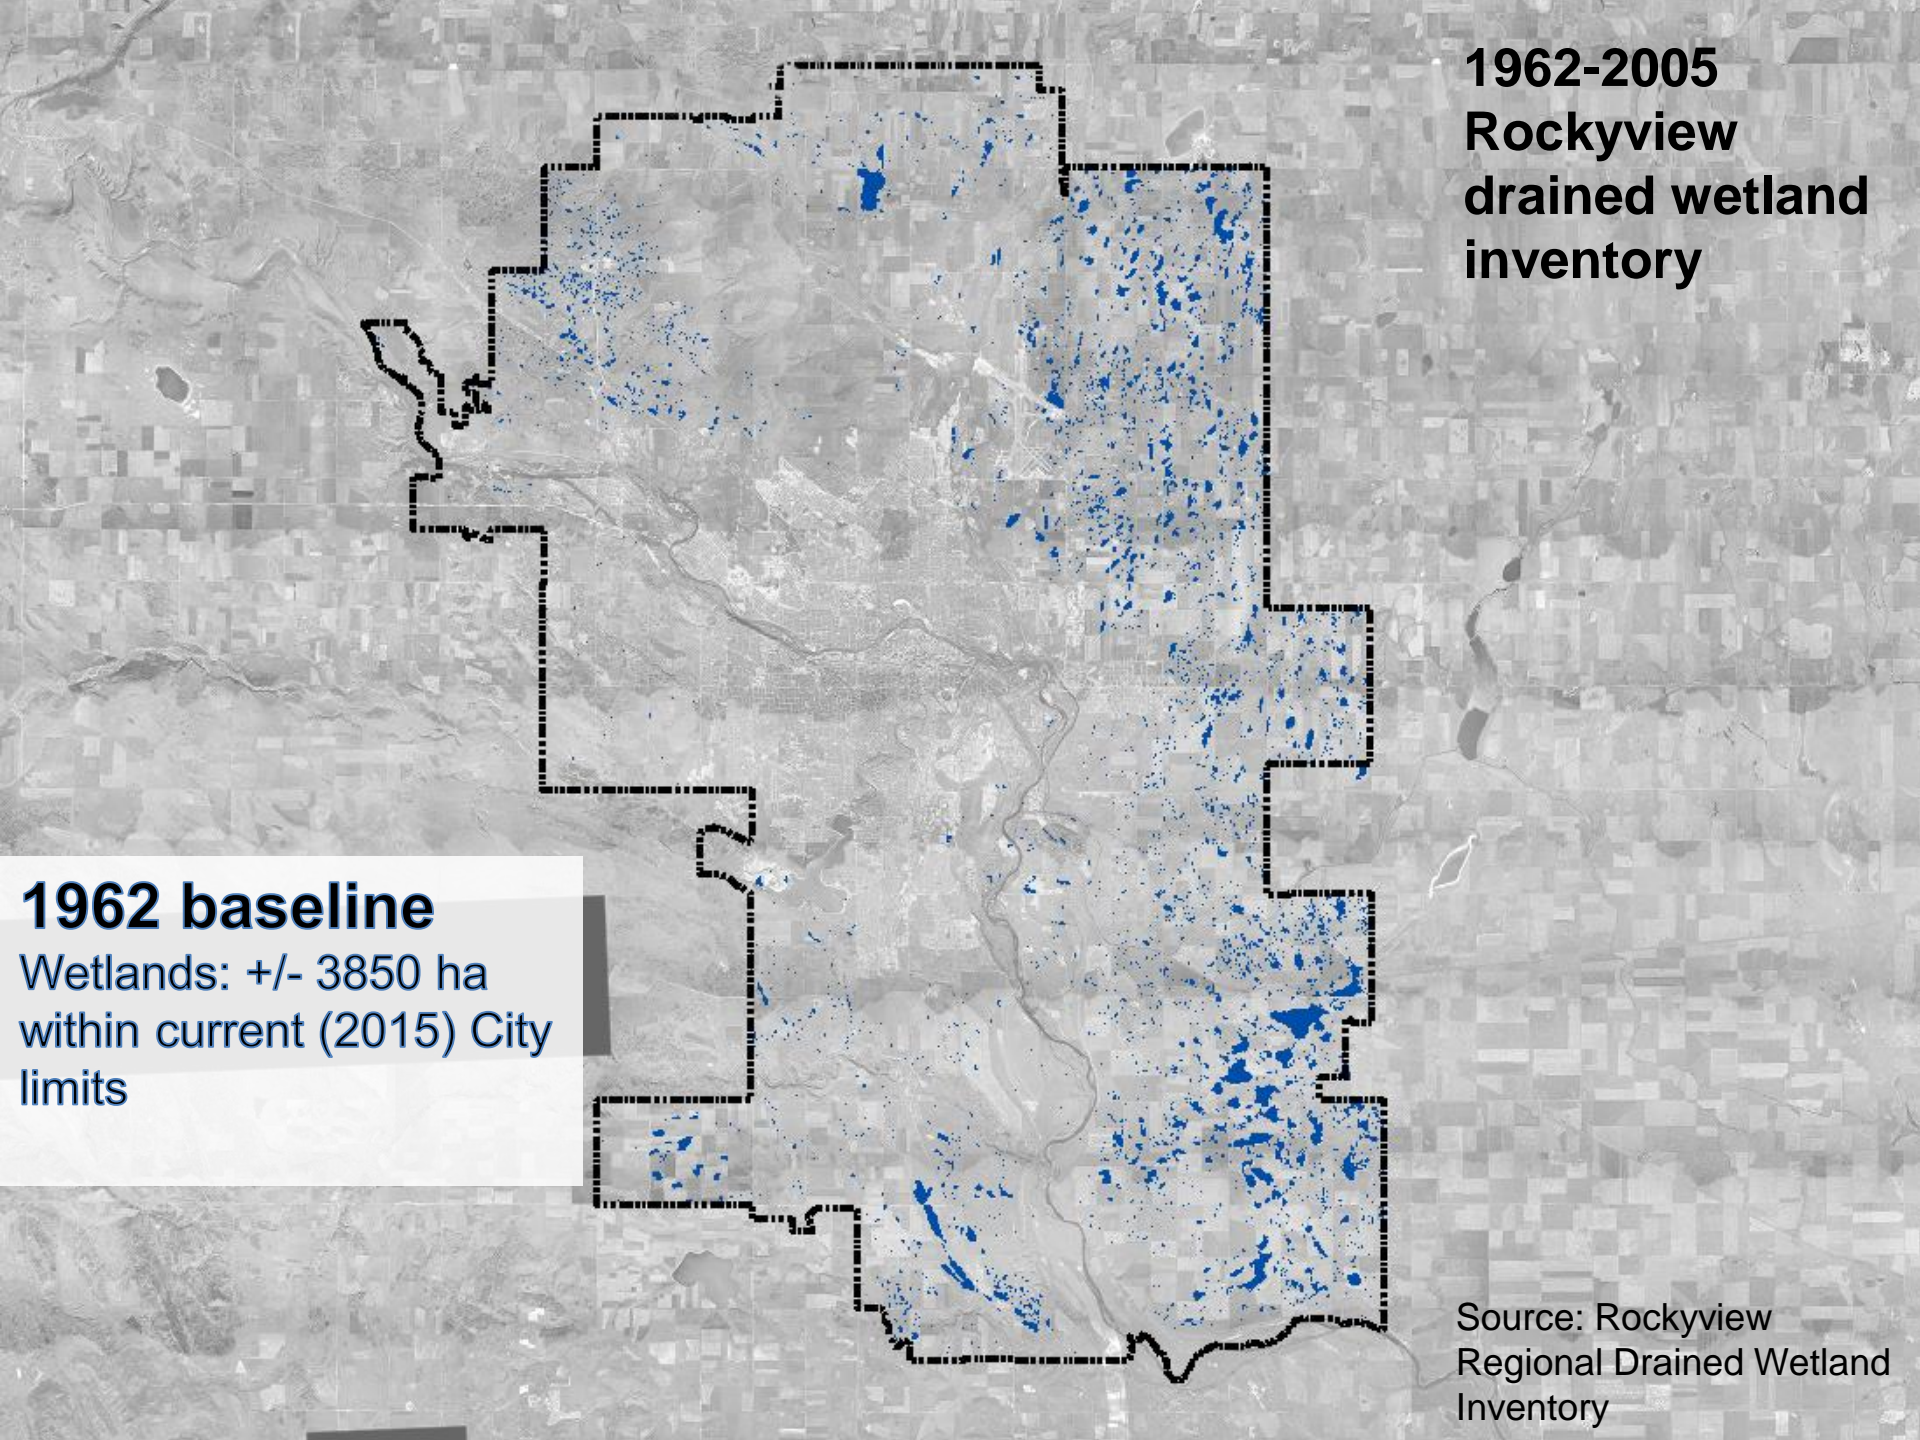 1962-2005
Rockyview
drained wetland
inventory
1962 baseline
Wetlands: +/- 3850 ha
within current (2015) City
limits
Source: Rockyview
Regional Drained Wetland
Inventory